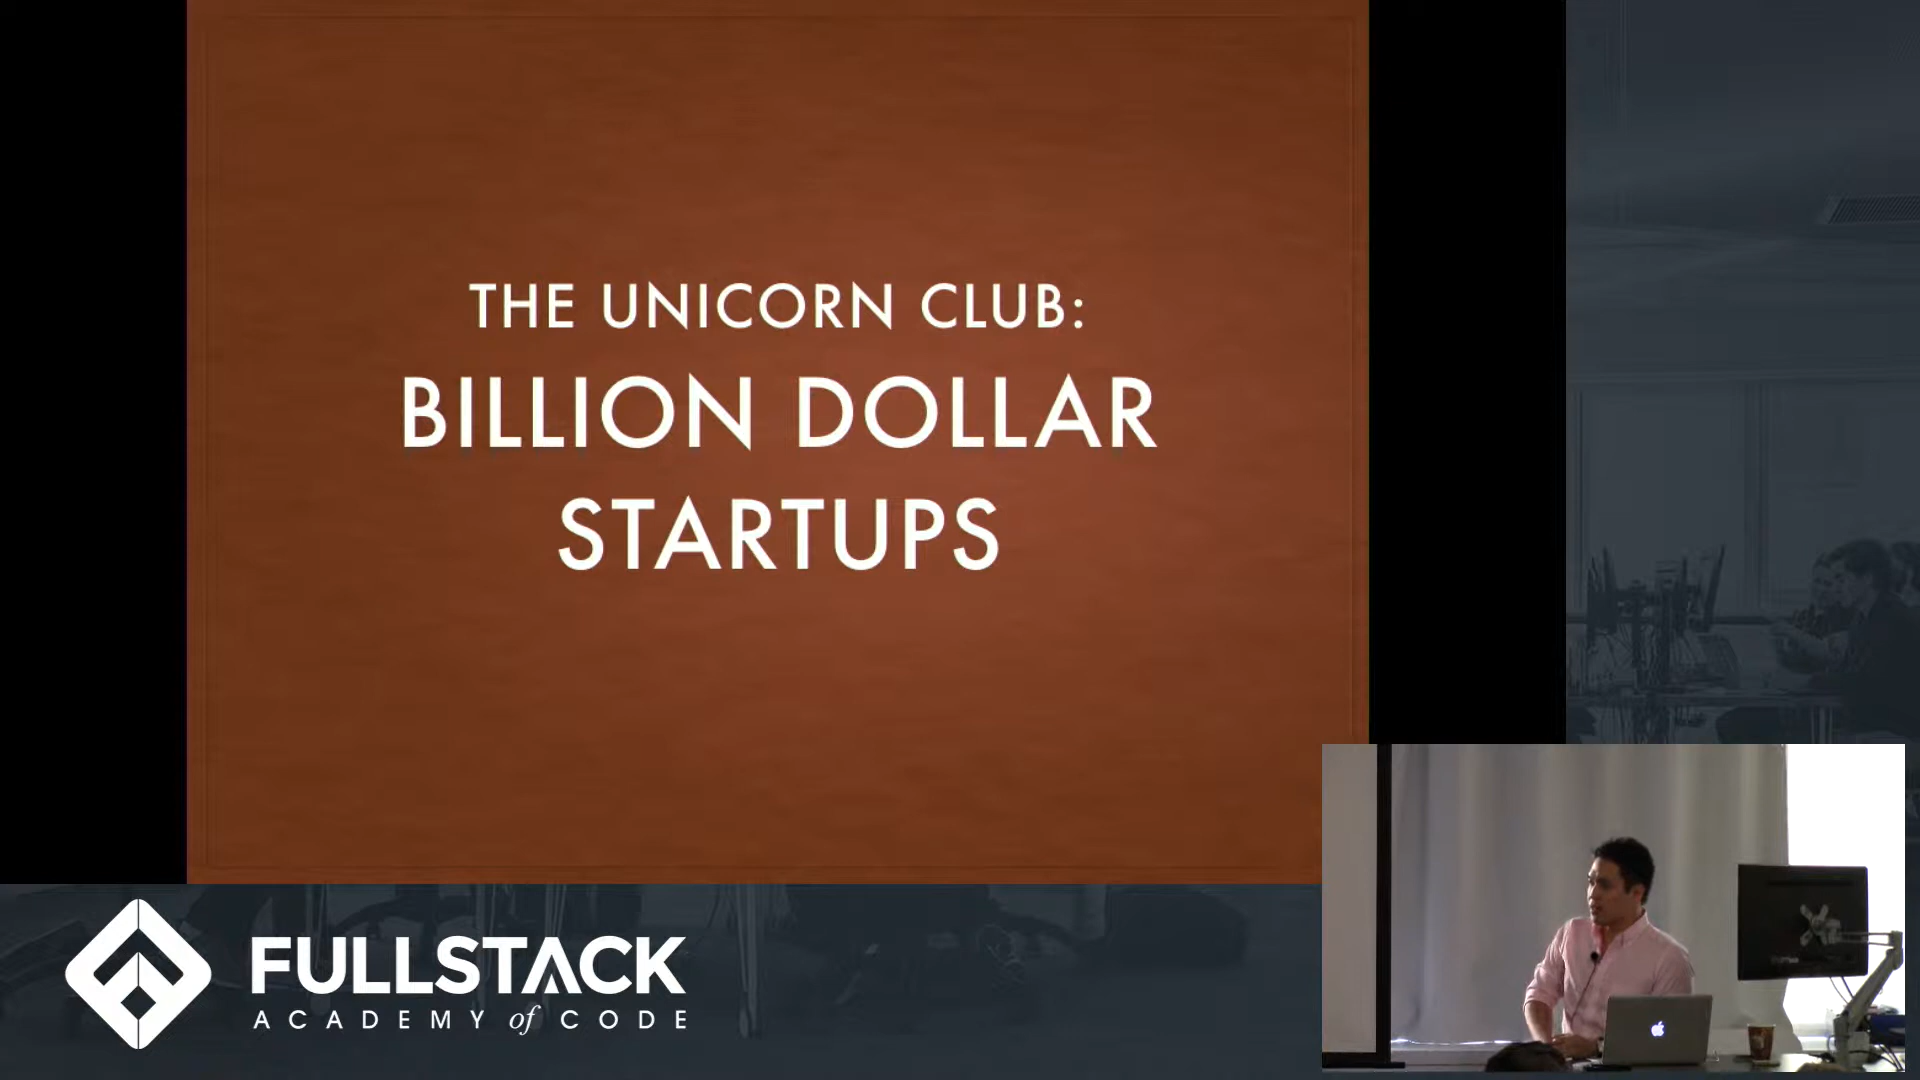 THE UNICORN CLUB:
BILLION DOLLAR
STARTUPS
FULLSTACK
ACADEMY of CODE